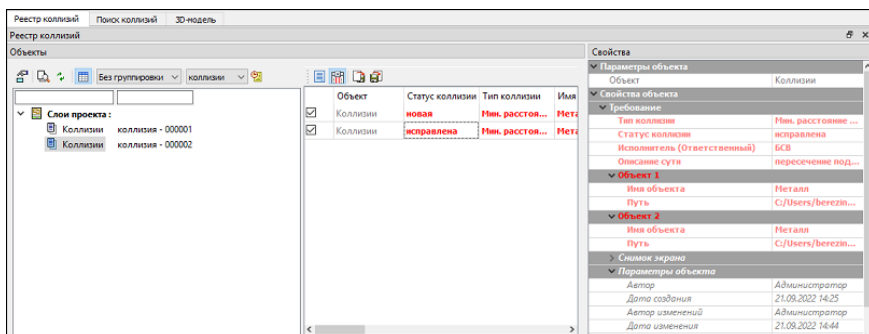 Реестр коллизий Поиск коллизий 3D-модель
Реестр коллизий
Объекты
Свойства
Без группировки коллизии
Слои проекта :
Коллизии коллизия - 000001
Коллизии коллизия - 000002
Объект Статус коллизии Тип коллизии Имя
Коллизии новая Мин. расстоя... Мета
Коллизии исправлена Мин. расстоя... Мета
Параметры объекта
Объект Коллизии
Свойства объекта
Требование
Тип коллизии Мин. расстояние ...
Статус коллизии исправлена
Исполнитель (Ответственный) БСВ
Описание сути пересечение под...
Объект 1
Имя объекта Металл
Путь C:/Users/berezin...
Объект 2
Имя объекта Металл
Путь C:/Users/berezin...
Снимок экрана
Параметры объекта
Автор Администратор
Дата создания 21.09.2022 14:25
Автор изменений Администратор
Дата изменения 21.09.2022 14:44